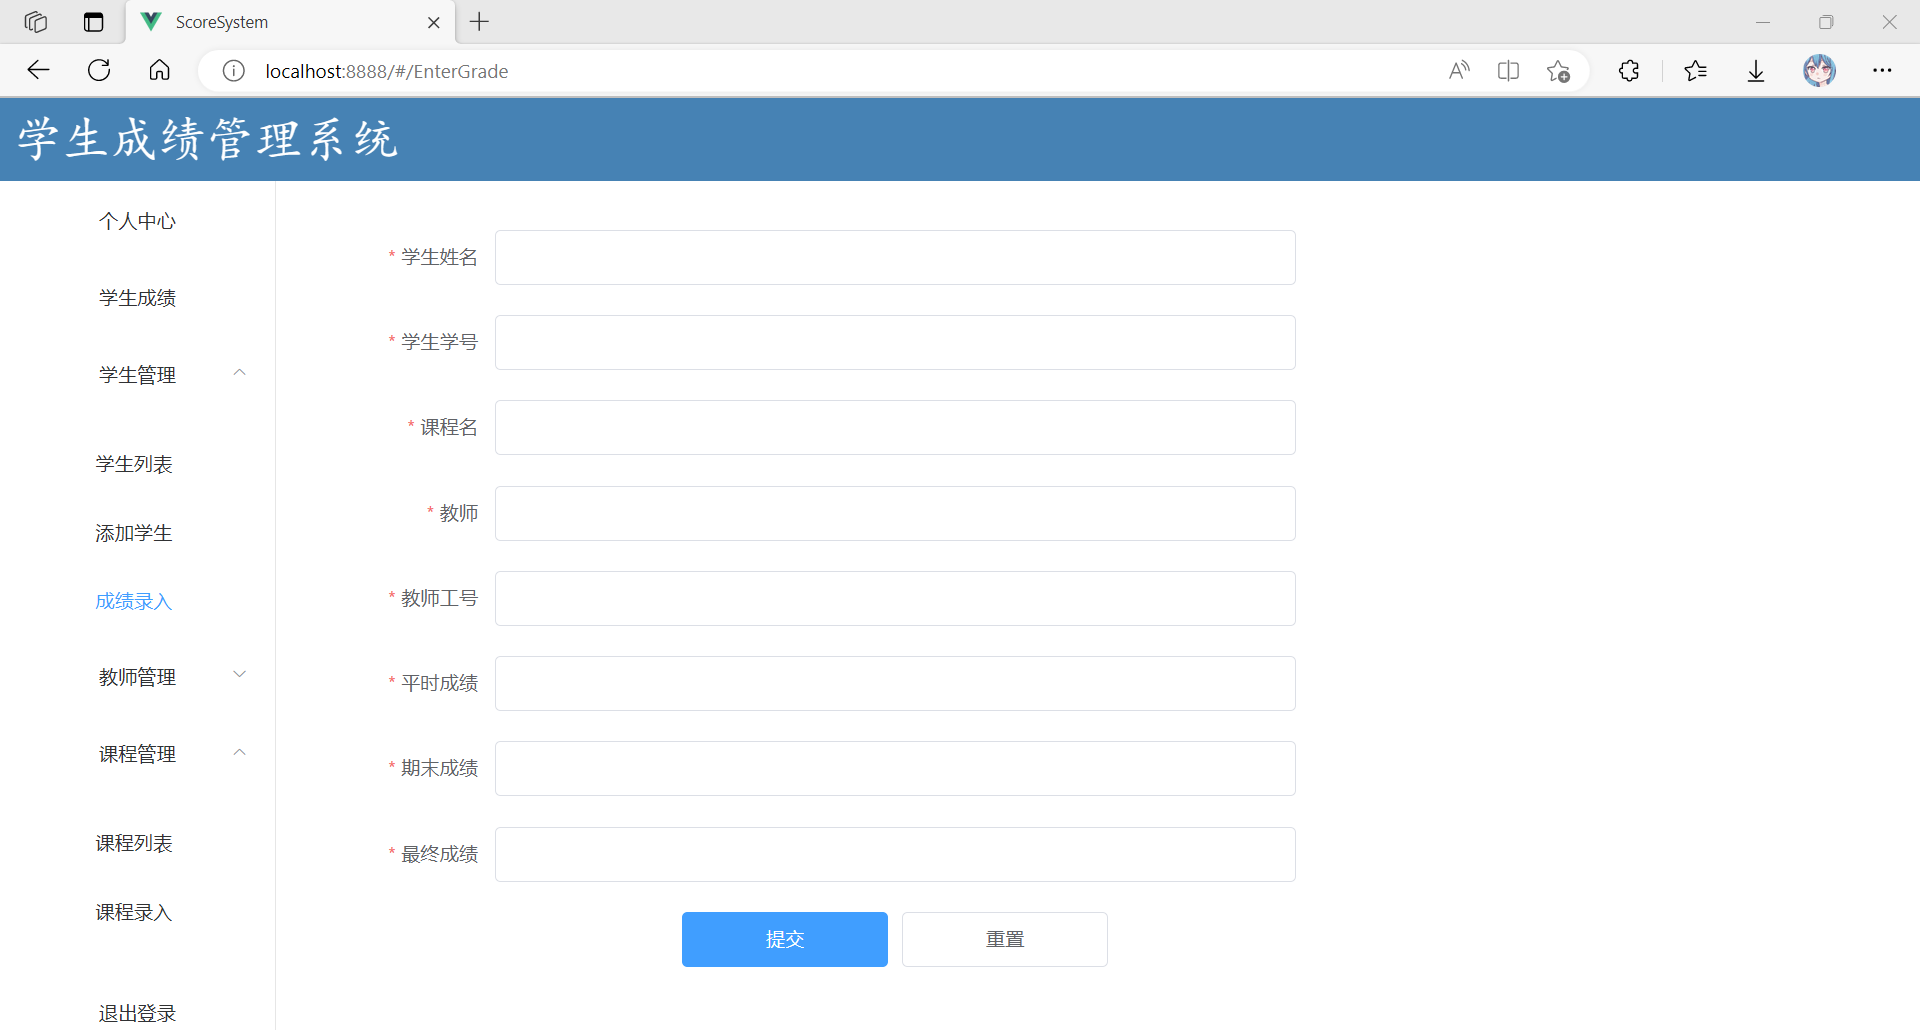 ScoreSystem
localhost:8888/#/EnterGrade
学生成绩管理系统
个人中心
学生成绩
学生管理
学生列表
添加学生
成绩录入
教师管理
课程管理
课程列表
课程录入
退出登录
* 学生姓名
* 学生学号
* 课程名
* 教师
* 教师工号
* 平时成绩
* 期末成绩
* 最终成绩
提交 重置